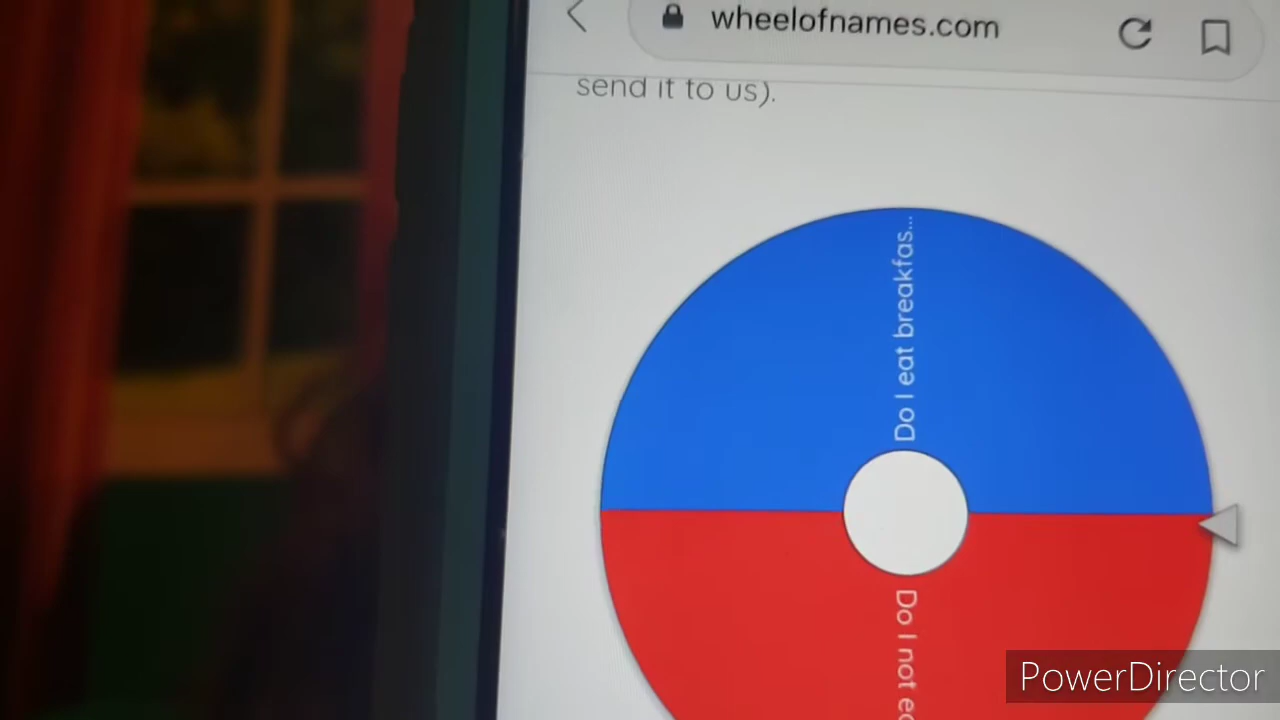 wheelofnames.com
send it to us).
Do I eat breakfas...
Do I not
PowerDirector